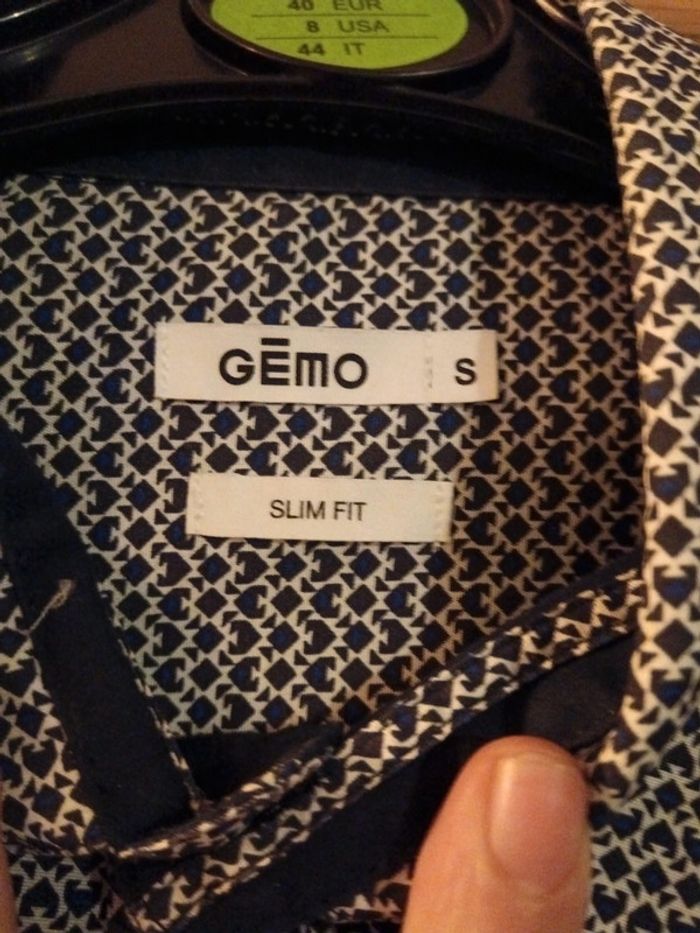 40 EUR
8 USA
44 IT
GĒMO S
SLIM FIT